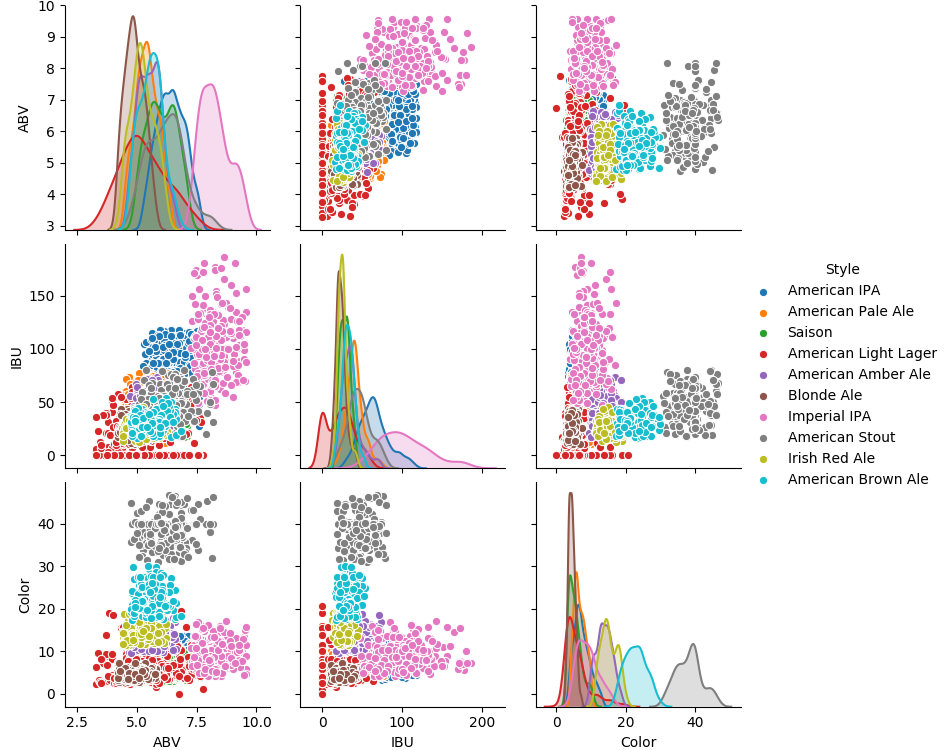 10
9
8
7
6
5
4
3
ABV
150
100
50
0
IBU
Style
American IPA
American Pale Ale
Saison
American Light Lager
American Amber Ale
Blonde Ale
Imperial IPA
American Stout
Irish Red Ale
American Brown Ale
40
30
20
10
0
Color
2.5 5.0 7.5 10.0
0 100 200
0 20 40
ABV
IBU
Color